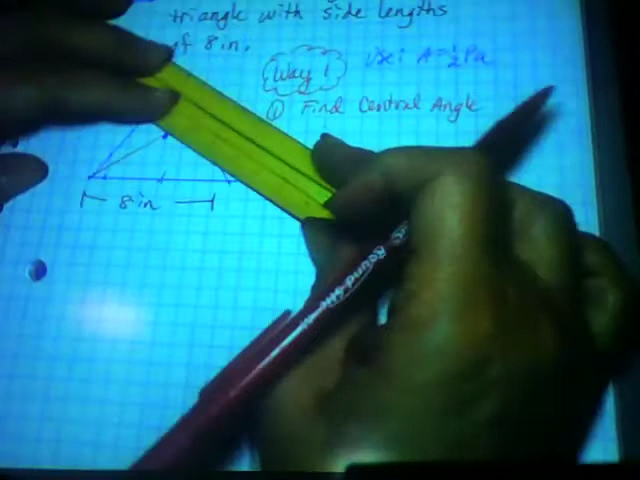 triangle with side lengths
of 8 in.
Way 1
Use: A = ½Pa
① Find Central Angle
8 in
Round Stic